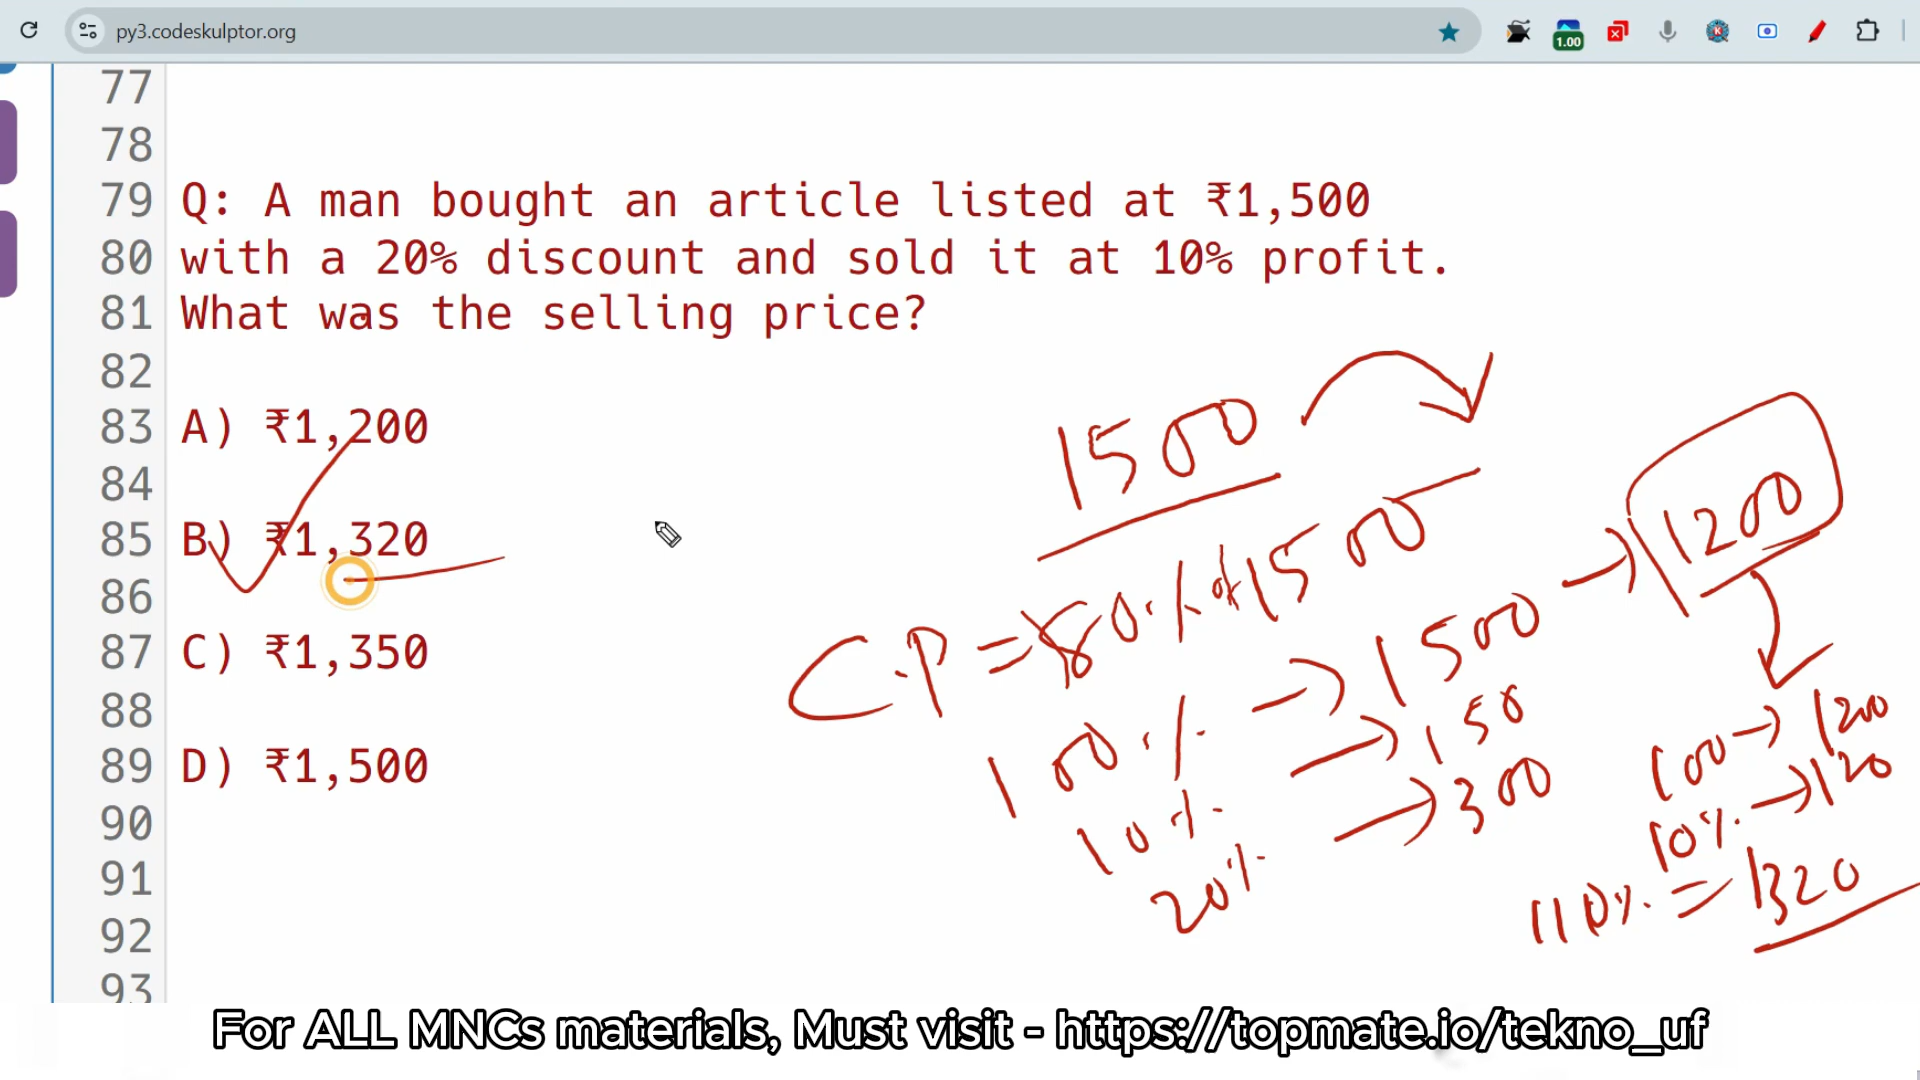 py3.codeskulptor.org
1.00
77
78
79 Q: A man bought an article listed at ₹1,500
80 with a 20% discount and sold it at 10% profit.
81 What was the selling price?
82
83 A) ₹1,200
84
85 B) ₹1,320
86
87 C) ₹1,350
88
89 D) ₹1,500
90
91
92
93
1500
C.P = 80% of 1500
100% → 1500 → 1200
10% → 150
20% → 300
100 → 1200
10% → 120
110% = 1320
For ALL MNCs materials, Must visit - https://topmate.io/tekno_uf